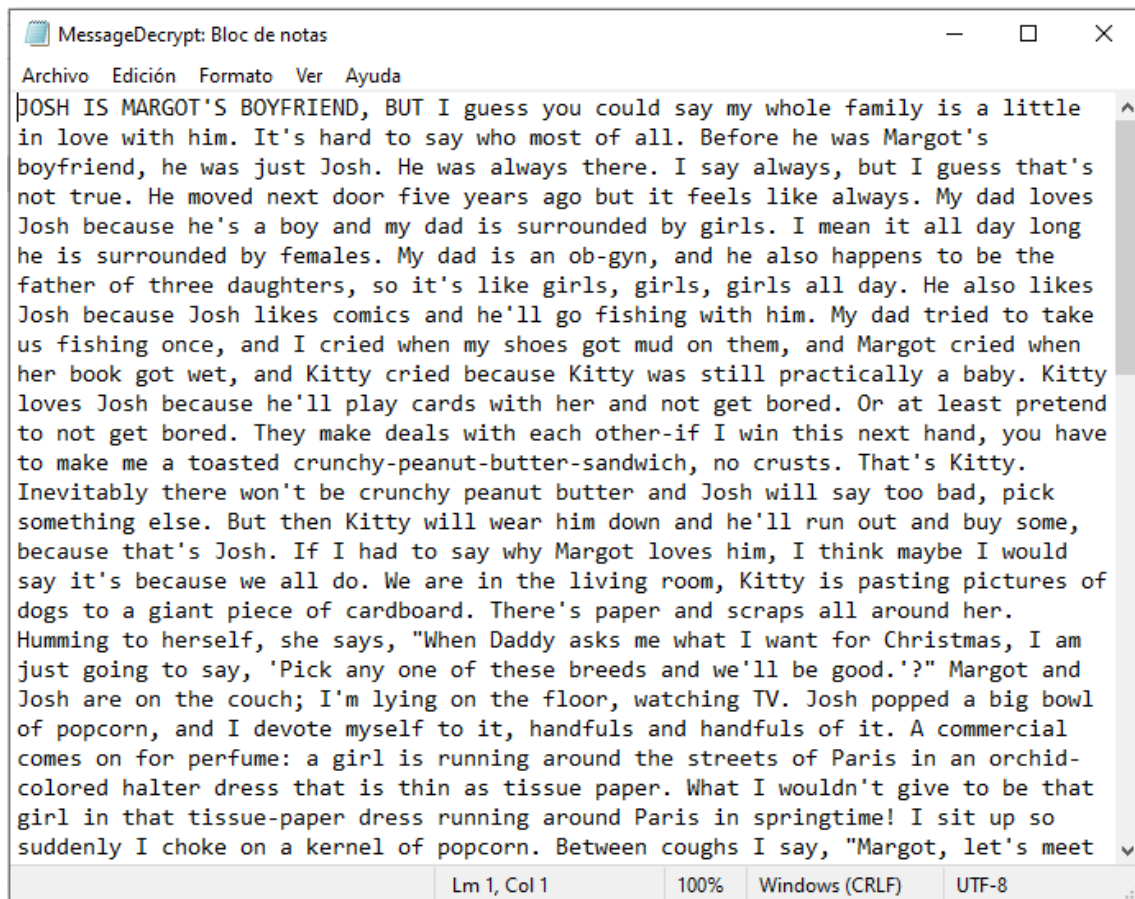 MessageDecrypt: Bloc de notas
Archivo Edición Formato Ver Ayuda
JOSH IS MARGOT'S BOYFRIEND, BUT I guess you could say my whole family is a little
in love with him. It's hard to say who most of all. Before he was Margot's
boyfriend, he was just Josh. He was always there. I say always, but I guess that's
not true. He moved next door five years ago but it feels like always. My dad loves
Josh because he's a boy and my dad is surrounded by girls. I mean it all day long
he is surrounded by females. My dad is an ob-gyn, and he also happens to be the
father of three daughters, so it's like girls, girls, girls all day. He also likes
Josh because Josh likes comics and he'll go fishing with him. My dad tried to take
us fishing once, and I cried when my shoes got mud on them, and Margot cried when
her book got wet, and Kitty cried because Kitty was still practically a baby. Kitty
loves Josh because he'll play cards with her and not get bored. Or at least pretend
to not get bored. They make deals with each other-if I win this next hand, you have
to make me a toasted crunchy-peanut-butter-sandwich, no crusts. That's Kitty.
Inevitably there won't be crunchy peanut butter and Josh will say too bad, pick
something else. But then Kitty will wear him down and he'll run out and buy some,
because that's Josh. If I had to say why Margot loves him, I think maybe I would
say it's because we all do. We are in the living room, Kitty is pasting pictures of
dogs to a giant piece of cardboard. There's paper and scraps all around her.
Humming to herself, she says, "When Daddy asks me what I want for Christmas, I am
just going to say, 'Pick any one of these breeds and we'll be good.'?" Margot and
Josh are on the couch; I'm lying on the floor, watching TV. Josh popped a big bowl
of popcorn, and I devote myself to it, handfuls and handfuls of it. A commercial
comes on for perfume: a girl is running around the streets of Paris in an orchid-
colored halter dress that is thin as tissue paper. What I wouldn't give to be that
girl in that tissue-paper dress running around Paris in springtime! I sit up so
suddenly I choke on a kernel of popcorn. Between coughs I say, "Margot, let's meet
Lm 1, Col 1 100% Windows (CRLF) UTF-8